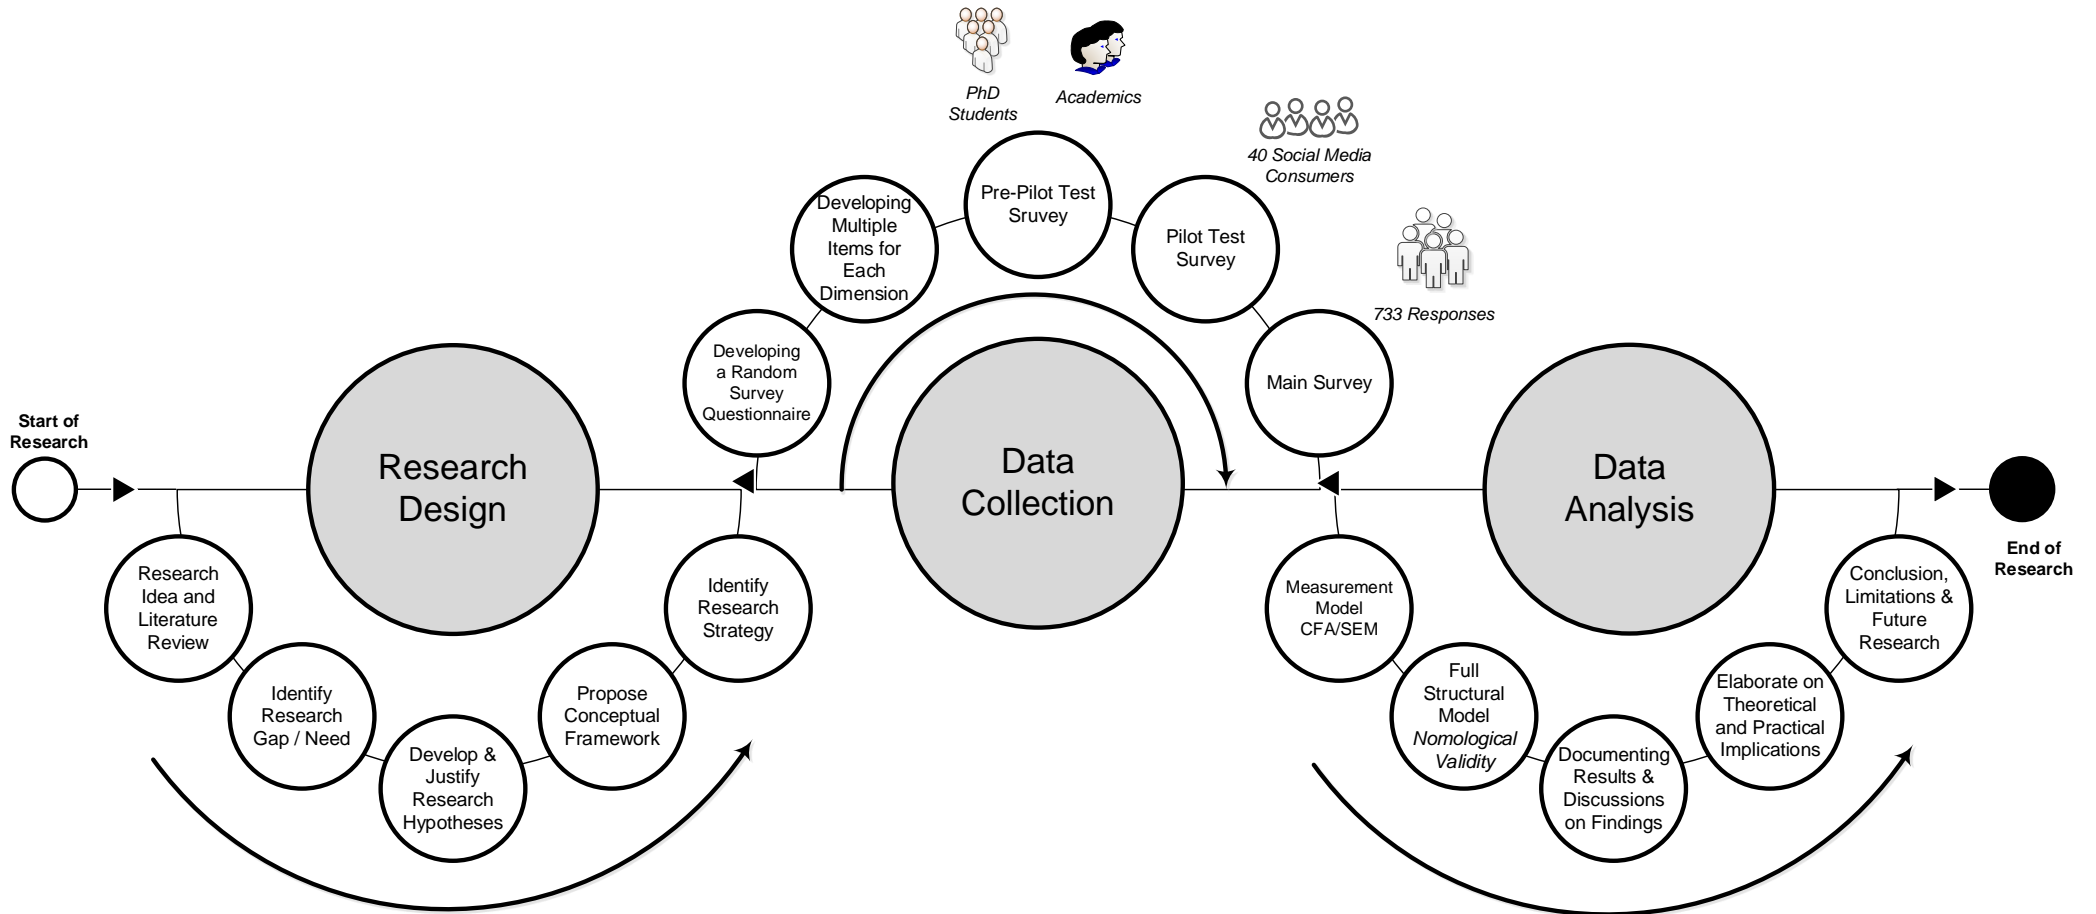 Start of
Research
Research
Design
Research
Idea and
Literature
Review
Identify
Research
Gap / Need
Develop &
Justify
Research
Hypotheses
Propose
Conceptual
Framework
Identify
Research
Strategy
Data
Collection
Developing
a Random
Survey
Questionnaire
Developing
Multiple
Items for
Each
Dimension
PhD
Students
Academics
Pre-Pilot Test
Sruvey
40 Social Media
Consumers
Pilot Test
Survey
733 Responses
Main Survey
Data
Analysis
Measurement
Model
CFA/SEM
Full
Structural
Model
Nomological
Validity
Documenting
Results &
Discussions
on Findings
Elaborate on
Theoretical
and Practical
Implications
Conclusion,
Limitations &
Future
Research
End of
Research